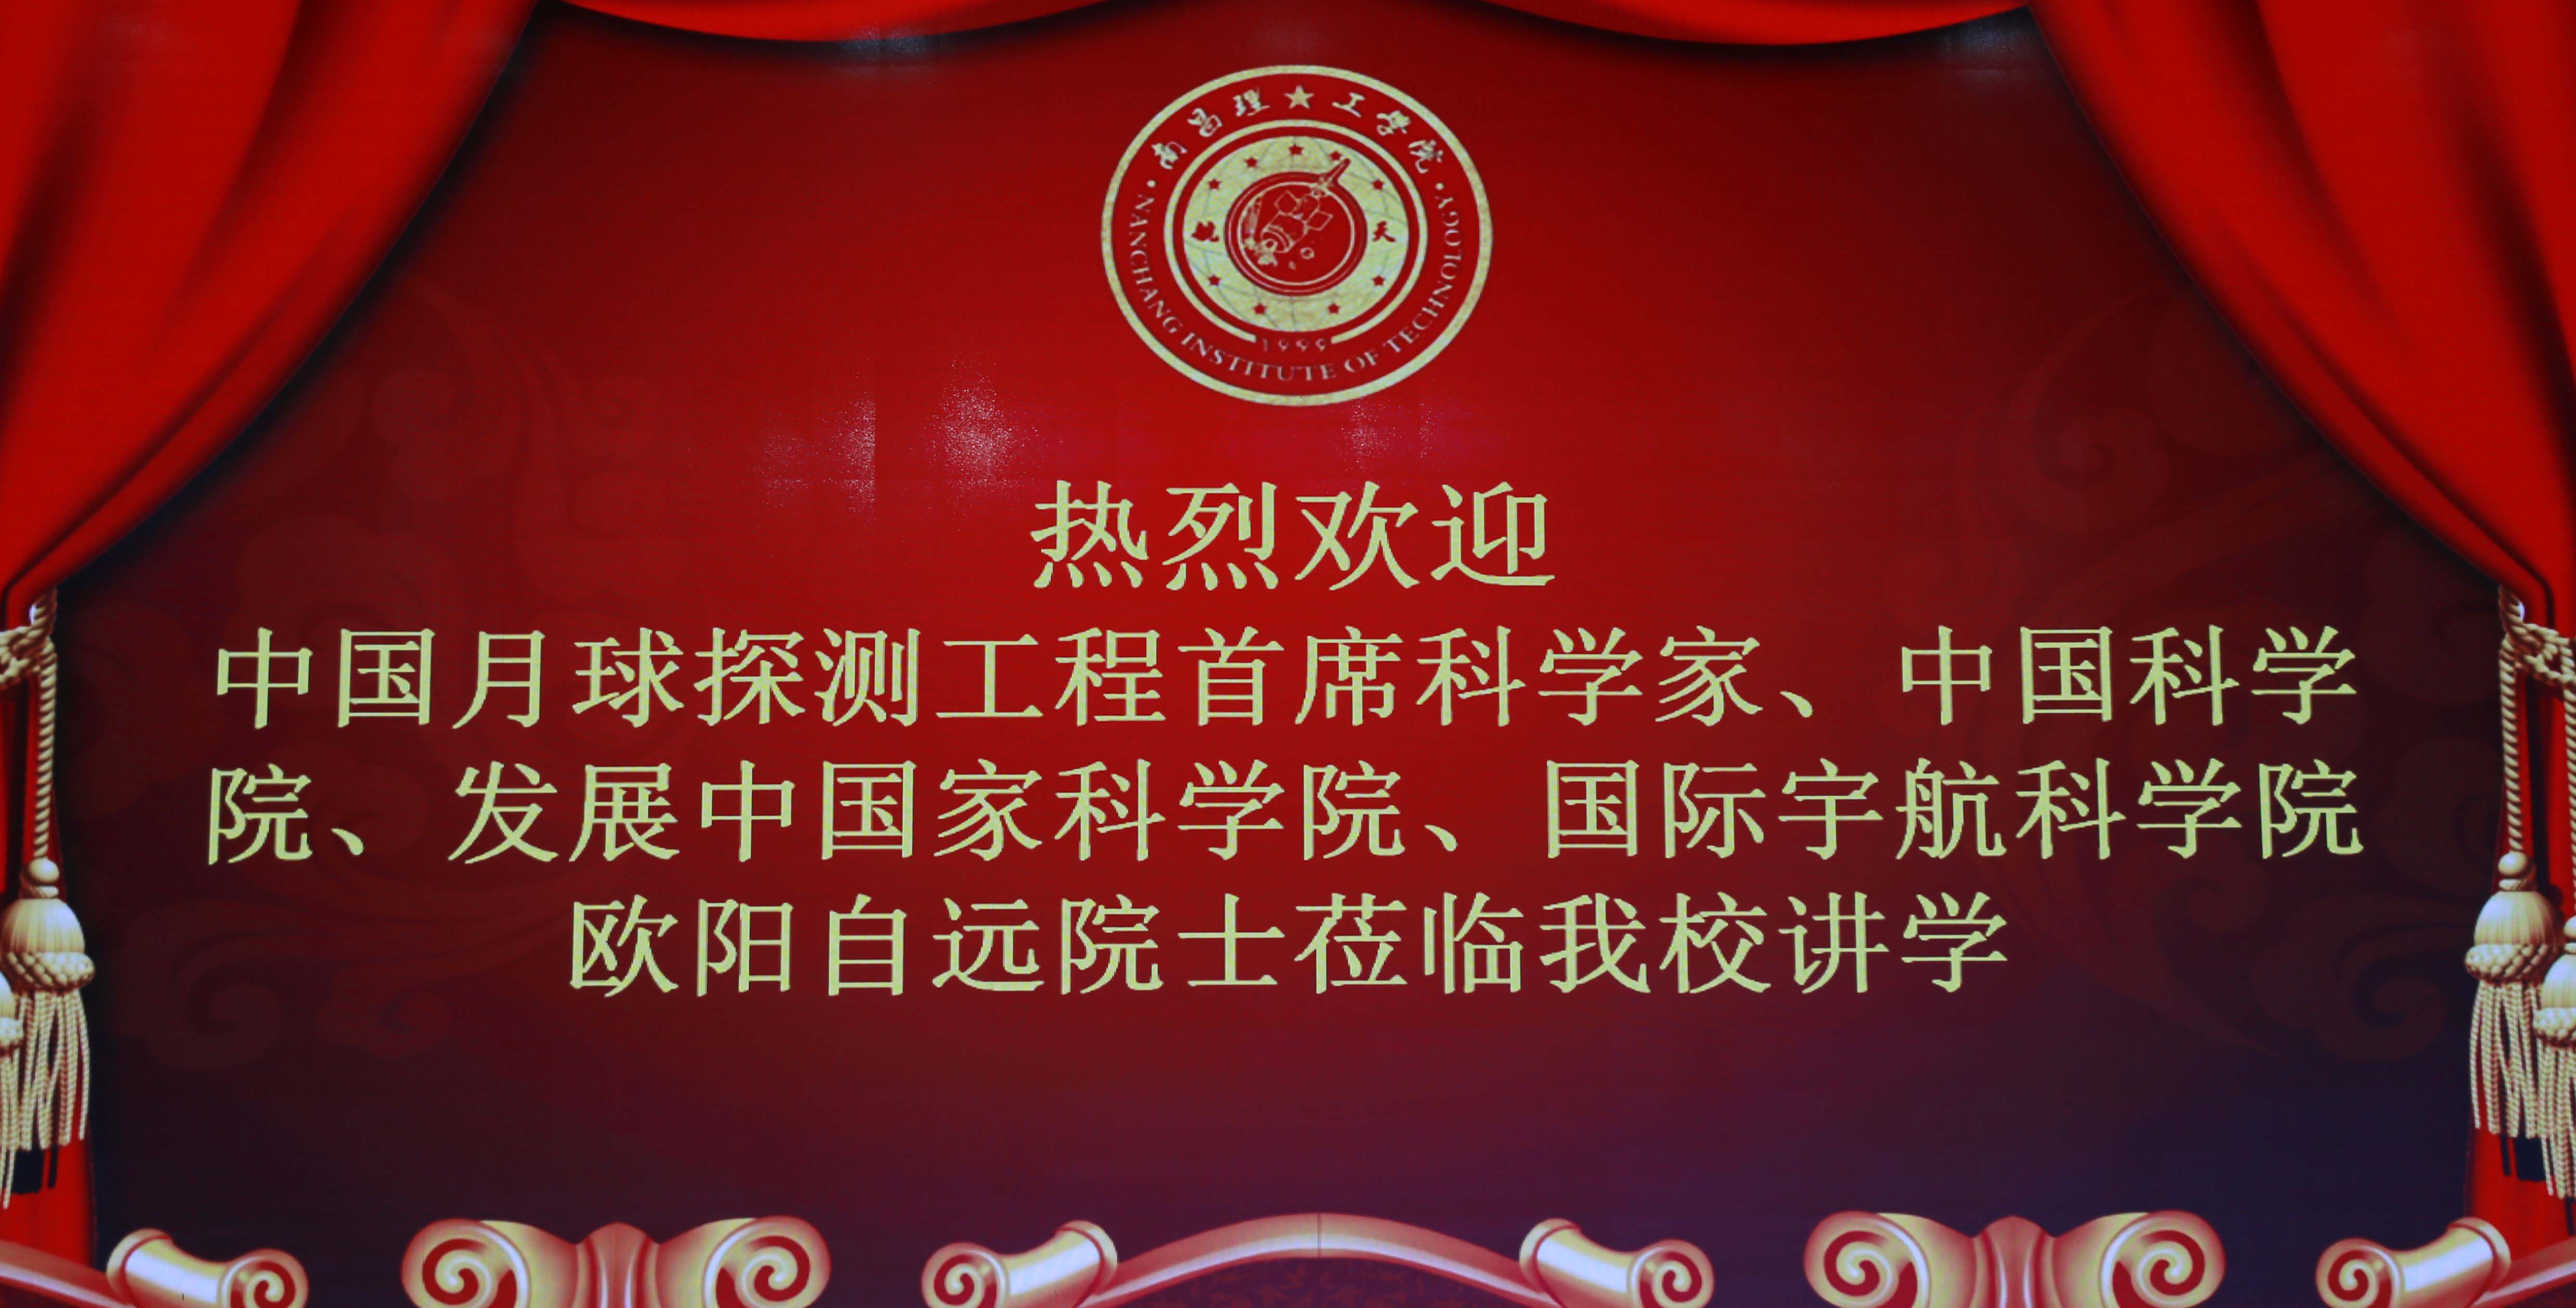 南昌理★工学院
航天
1999
NANCHANG INSTITUTE OF TECHNOLOGY
热烈欢迎
中国月球探测工程首席科学家、中国科学
院、发展中国家科学院、国际宇航科学院
欧阳自远院士莅临我校讲学